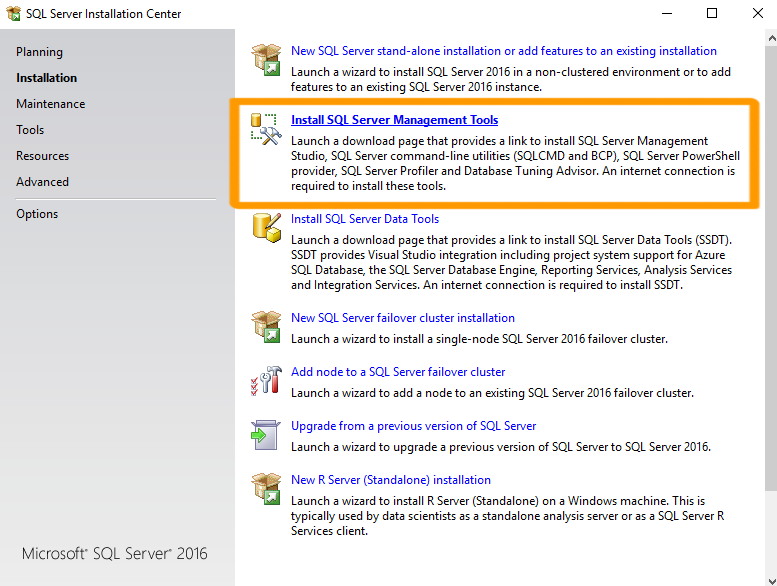 SQL Server Installation Center
Planning
Installation
Maintenance
Tools
Resources
Advanced
Options
Microsoft® SQL Server® 2016
New SQL Server stand-alone installation or add features to an existing installation
Launch a wizard to install SQL Server 2016 in a non-clustered environment or to add
features to an existing SQL Server 2016 instance.
Install SQL Server Management Tools
Launch a download page that provides a link to install SQL Server Management
Studio, SQL Server command-line utilities (SQLCMD and BCP), SQL Server PowerShell
provider, SQL Server Profiler and Database Tuning Advisor. An internet connection is
required to install these tools.
Install SQL Server Data Tools
Launch a download page that provides a link to install SQL Server Data Tools (SSDT).
SSDT provides Visual Studio integration including project system support for Azure
SQL Database, the SQL Server Database Engine, Reporting Services, Analysis Services
and Integration Services. An internet connection is required to install SSDT.
New SQL Server failover cluster installation
Launch a wizard to install a single-node SQL Server 2016 failover cluster.
Add node to a SQL Server failover cluster
Launch a wizard to add a node to an existing SQL Server 2016 failover cluster.
Upgrade from a previous version of SQL Server
Launch a wizard to upgrade a previous version of SQL Server to SQL Server 2016.
New R Server (Standalone) installation
Launch a wizard to install R Server (Standalone) on a Windows machine. This is
typically used by data scientists as a standalone analysis server or as a SQL Server R
Services client.